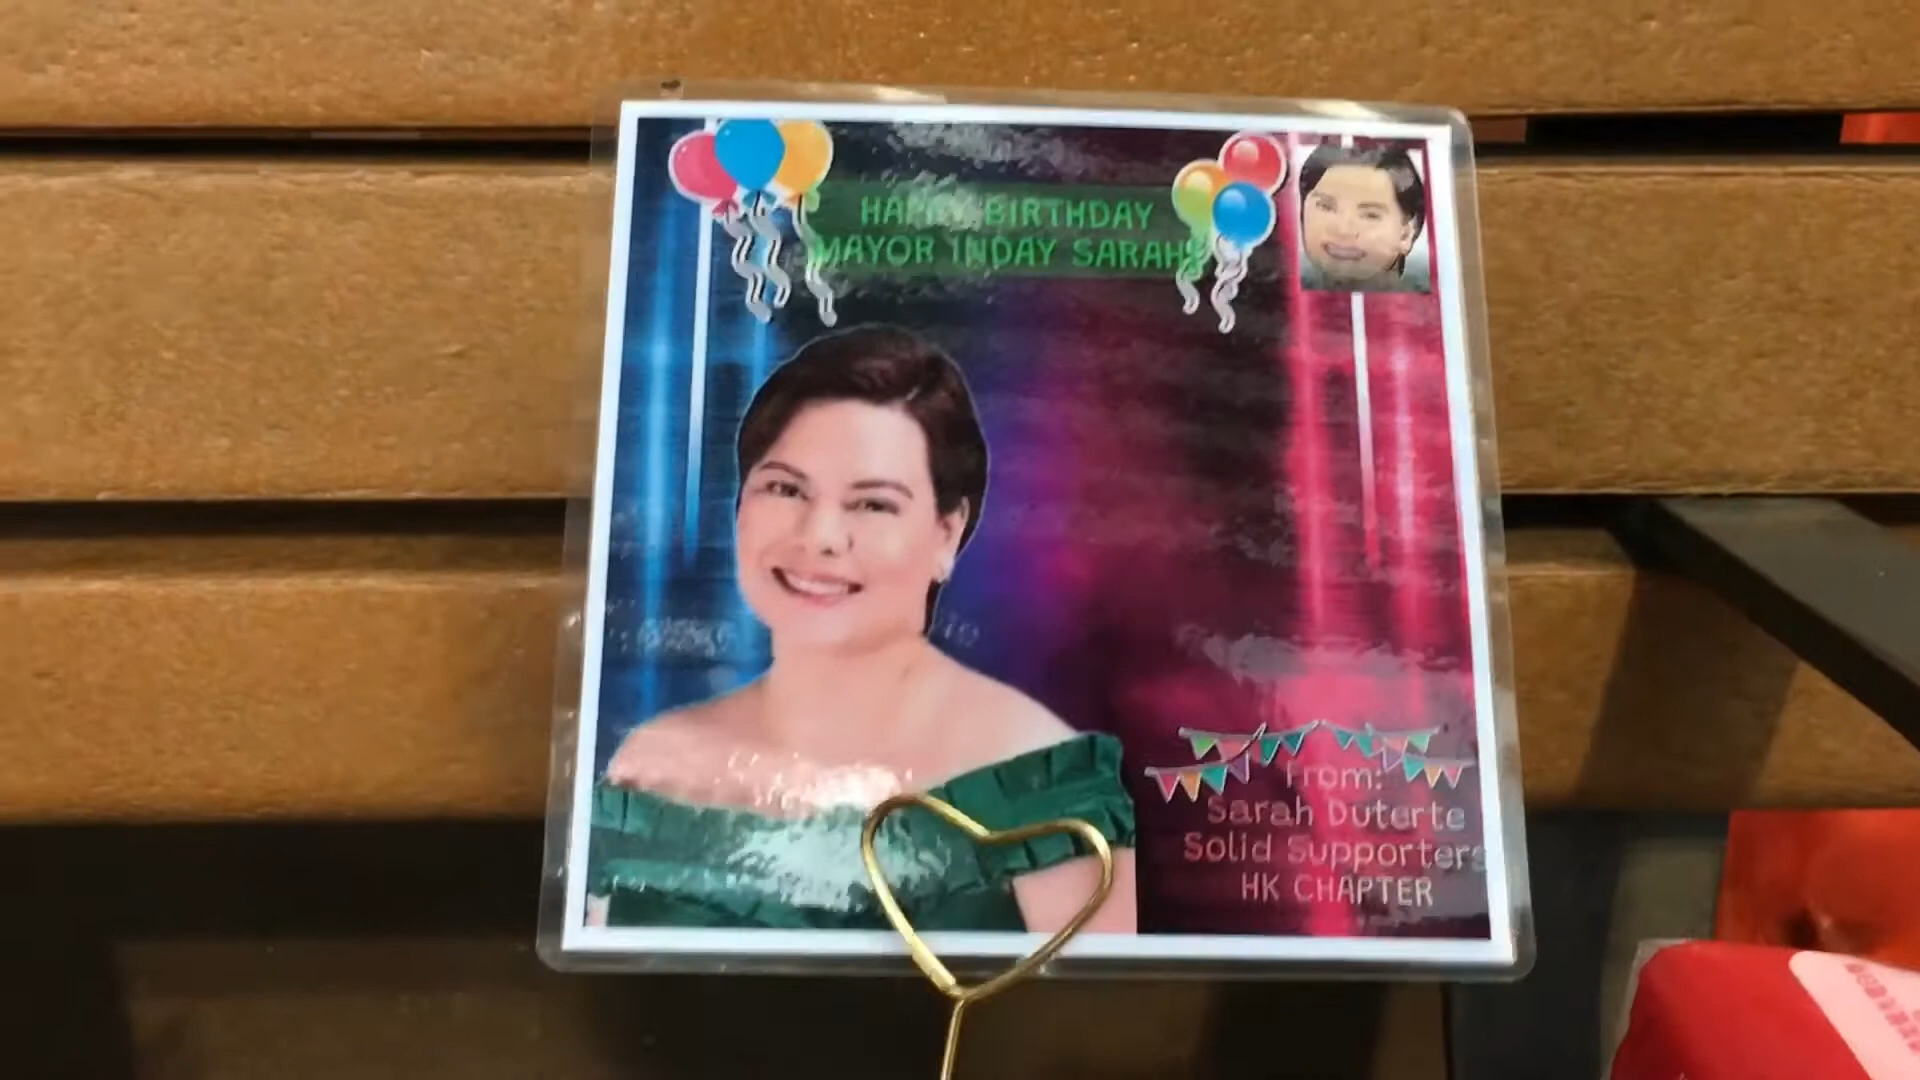 HAPPY BIRTHDAY
MAYOR INDAY SARAH!
From:
Sarah Duterte
Solid Supporters
HK CHAPTER